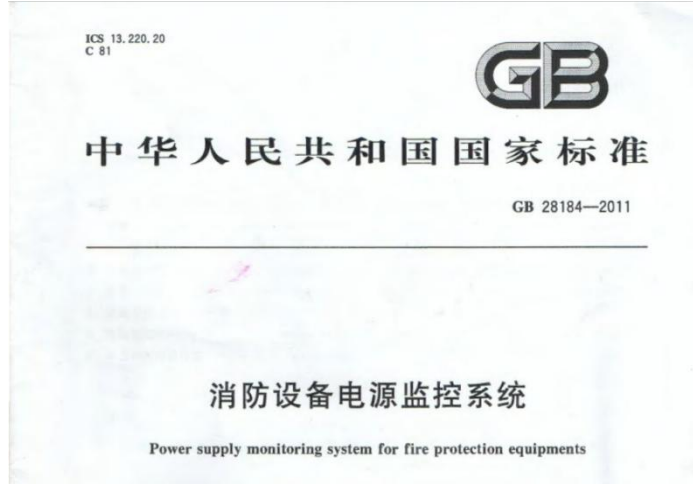 ICS 13.220.20
C 81
GB
中华人民共和国国家标准
GB 28184—2011
消防设备电源监控系统
Power supply monitoring system for fire protection equipments